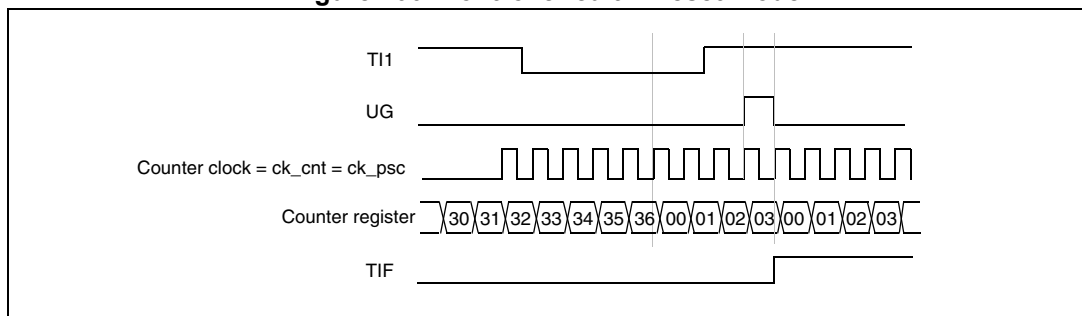 TI1
UG
Counter clock = ck_cnt = ck_psc
Counter register 30 31 32 33 34 35 36 00 01 02 03 00 01 02 03
TIF